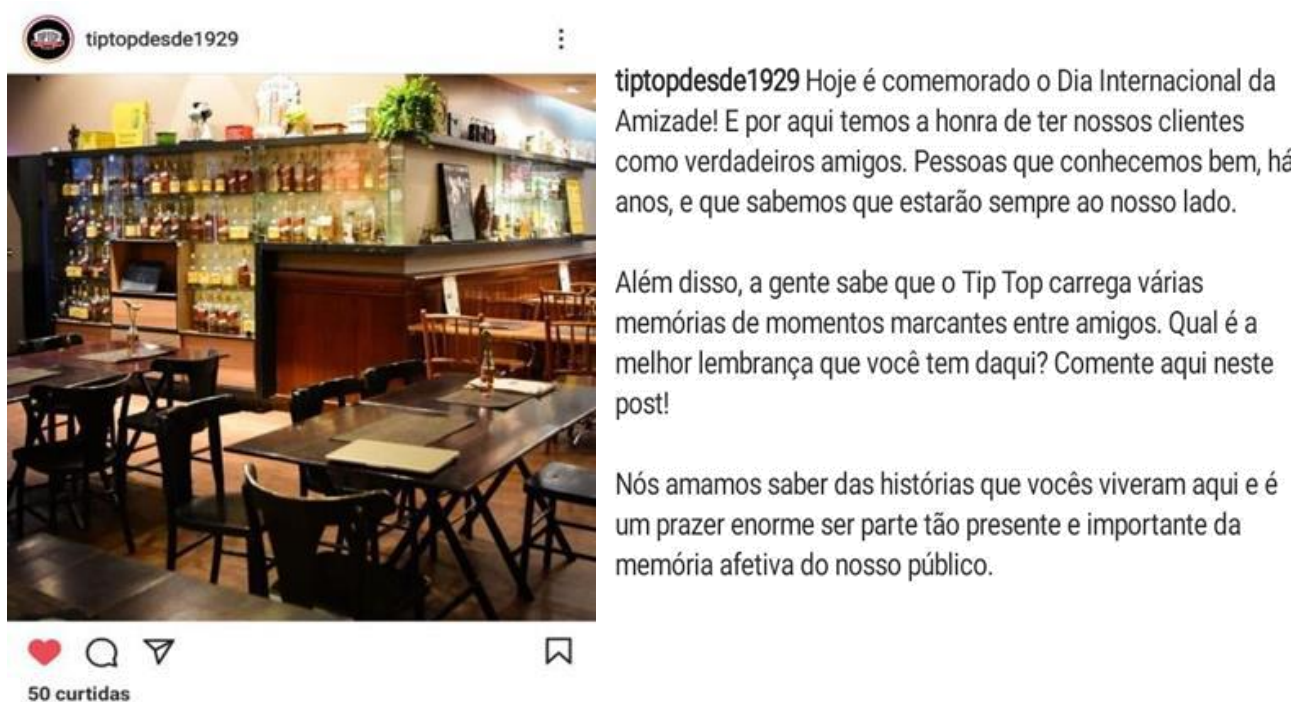 tiptopdesde1929
tiptopdesde1929 Hoje é comemorado o Dia Internacional da
Amizade! E por aqui temos a honra de ter nossos clientes
como verdadeiros amigos. Pessoas que conhecemos bem, há
anos, e que sabemos que estarão sempre ao nosso lado.
Além disso, a gente sabe que o Tip Top carrega várias
memórias de momentos marcantes entre amigos. Qual é a
melhor lembrança que você tem daqui? Comente aqui neste
post!
Nós amamos saber das histórias que vocês viveram aqui e é
um prazer enorme ser parte tão presente e importante da
memória afetiva do nosso público.
50 curtidas